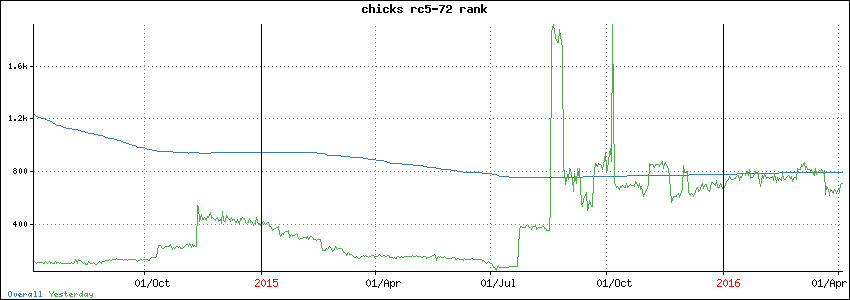 chicks rc5-72 rank
1.6k
1.2k
800
400
01/Oct 2015 01/Apr 01/Jul 01/Oct 2016 01/Apr
Overall Yesterday